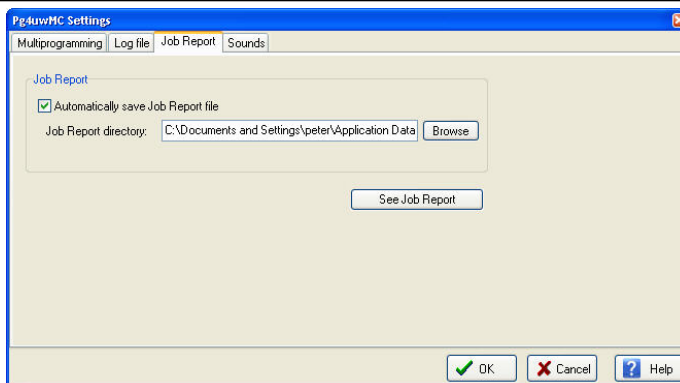 Pg4uwMC Settings
Multiprogramming Log file Job Report Sounds
Job Report
Automatically save Job Report file
Job Report directory: C:\Documents and Settings\peter\Application Data Browse
See Job Report
OK Cancel Help